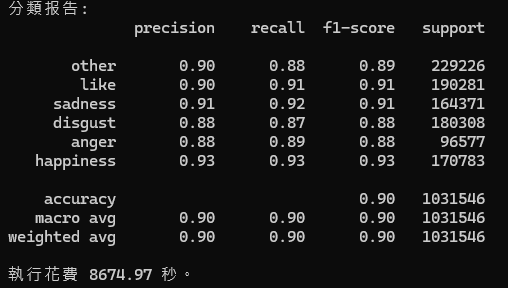 分類报告:
precision recall f1-score support
other 0.90 0.88 0.89 229226
like 0.90 0.91 0.91 190281
sadness 0.91 0.92 0.91 164371
disgust 0.88 0.87 0.88 180308
anger 0.88 0.89 0.88 96577
happiness 0.93 0.93 0.93 170783
accuracy 0.90 1031546
macro avg 0.90 0.90 0.90 1031546
weighted avg 0.90 0.90 0.90 1031546
執行花費 8674.97 秒。